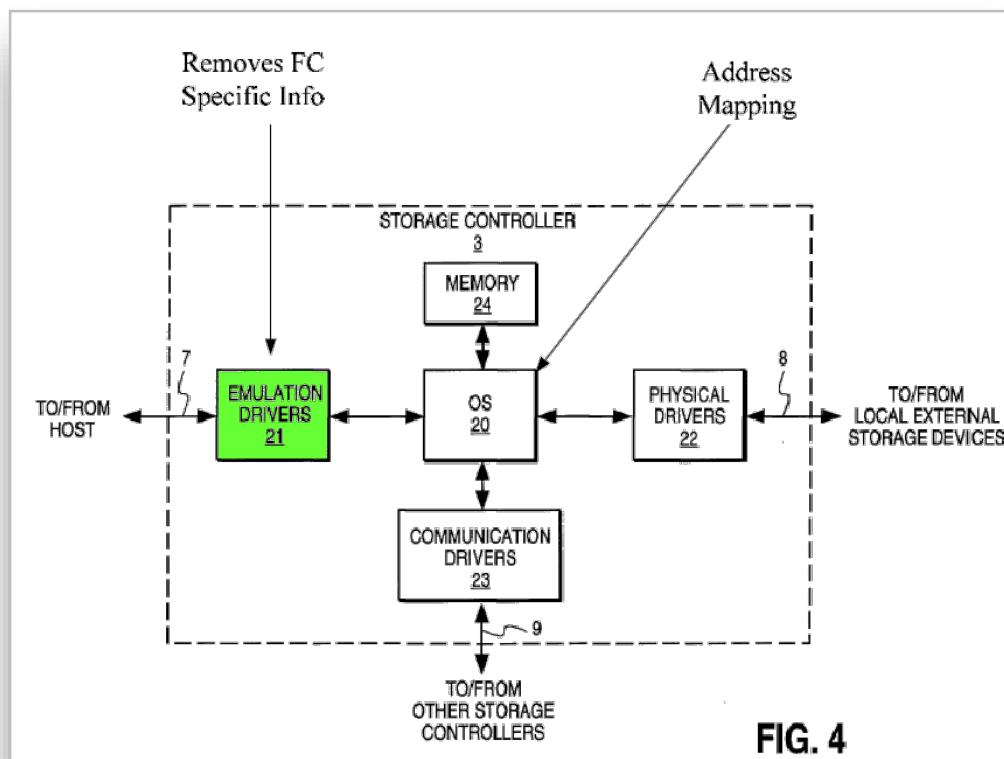 Removes FC
Specific Info
Address
Mapping
STORAGE CONTROLLER
3
MEMORY
24
7
EMULATION
DRIVERS
21
OS
20
PHYSICAL
DRIVERS
22
8
TO/FROM
HOST
TO/FROM
LOCAL EXTERNAL
STORAGE DEVICES
COMMUNICATION
DRIVERS
23
9
TO/FROM
OTHER STORAGE
CONTROLLERS
FIG. 4